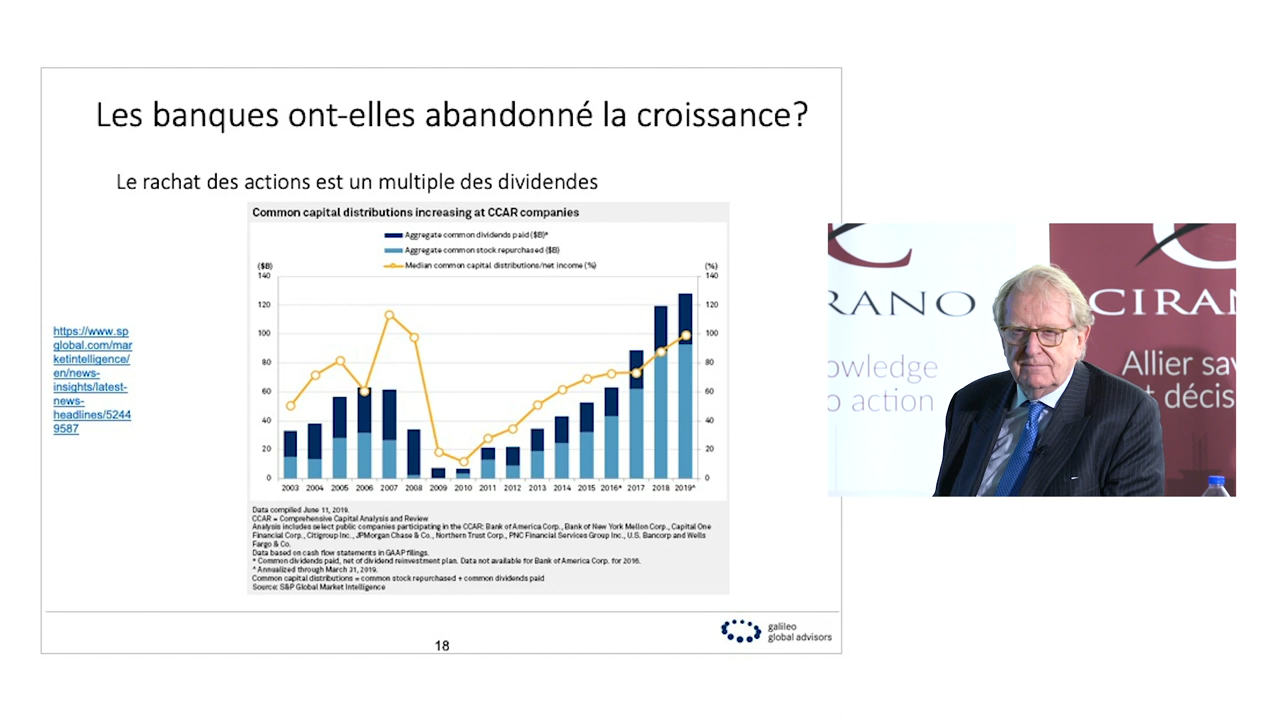 Les banques ont-elles abandonné la croissance?
Le rachat des actions est un multiple des dividendes
https://www.sp
global.com/mar
ketintelligence/
en/news-
insights/latest-
news-
headlines/5244
9587
Common capital distributions increasing at CCAR companies
Aggregate common dividends paid ($B)*
Aggregate common stock repurchased ($B)
Median common capital distributions/net income (%)
($B) (%)
140 140
120 120
100 100
80 80
60 60
40 40
20 20
0 0
2003 2004 2005 2006 2007 2008 2009 2010 2011 2012 2013 2014 2015 2016* 2017 2018 2019^
Data compiled June 11, 2019.
CCAR = Comprehensive Capital Analysis and Review
Analysis includes select public companies participating in the CCAR: Bank of America Corp., Bank of New York Mellon Corp., Capital One
Financial Corp., Citigroup Inc., JPMorgan Chase & Co., Northern Trust Corp., PNC Financial Services Group Inc., U.S. Bancorp and Wells
Fargo & Co.
Data based on cash flow statements in GAAP filings.
* Common dividends paid, net of dividend reinvestment plan. Data not available for Bank of America Corp. for 2016.
^ Annualized through March 31, 2019.
Common capital distributions = common stock repurchased + common dividends paid
Source: S&P Global Market Intelligence
18
galileo
global advisors
RANO
owledge
o action
CIRAN
Allier sav
t décis